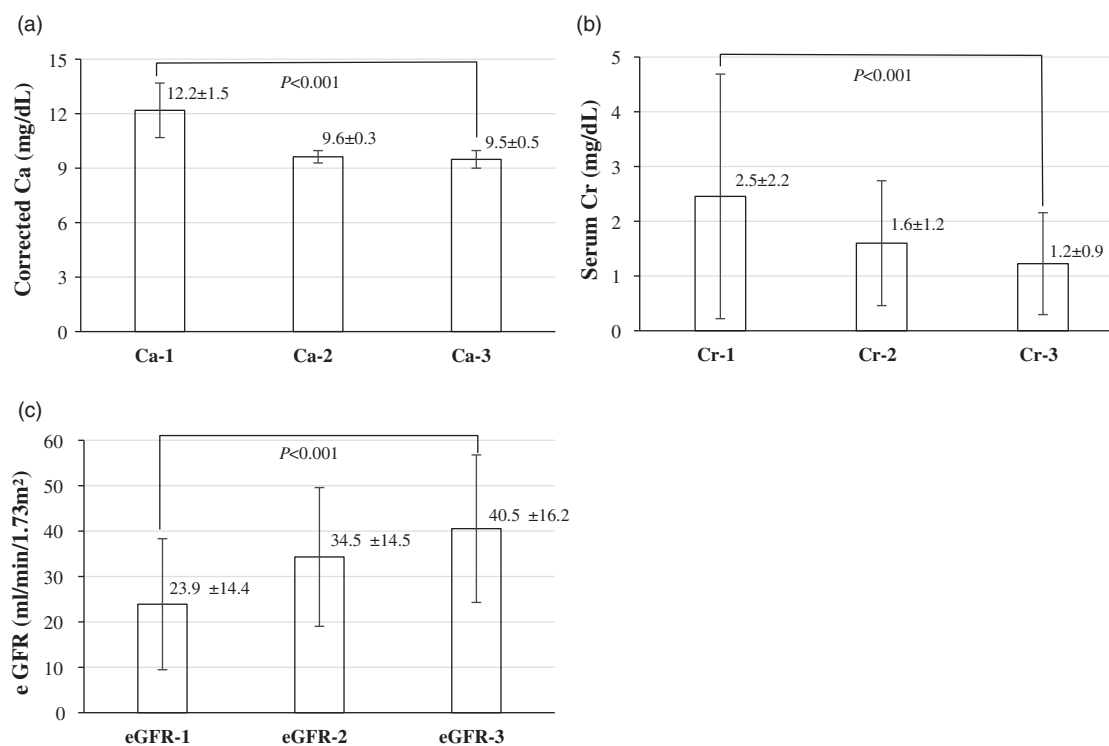 (a)
Corrected Ca (mg/dL)
15
12
9
6
3
0
P<0.001
12.2±1.5
9.6±0.3
9.5±0.5
Ca-1 Ca-2 Ca-3
(b)
Serum Cr (mg/dL)
5
4
3
2
1
0
P<0.001
2.5±2.2
1.6±1.2
1.2±0.9
Cr-1 Cr-2 Cr-3
(c)
e GFR (ml/min/1.73m²)
60
50
40
30
20
10
0
P<0.001
23.9 ±14.4
34.5 ±14.5
40.5 ±16.2
eGFR-1 eGFR-2 eGFR-3